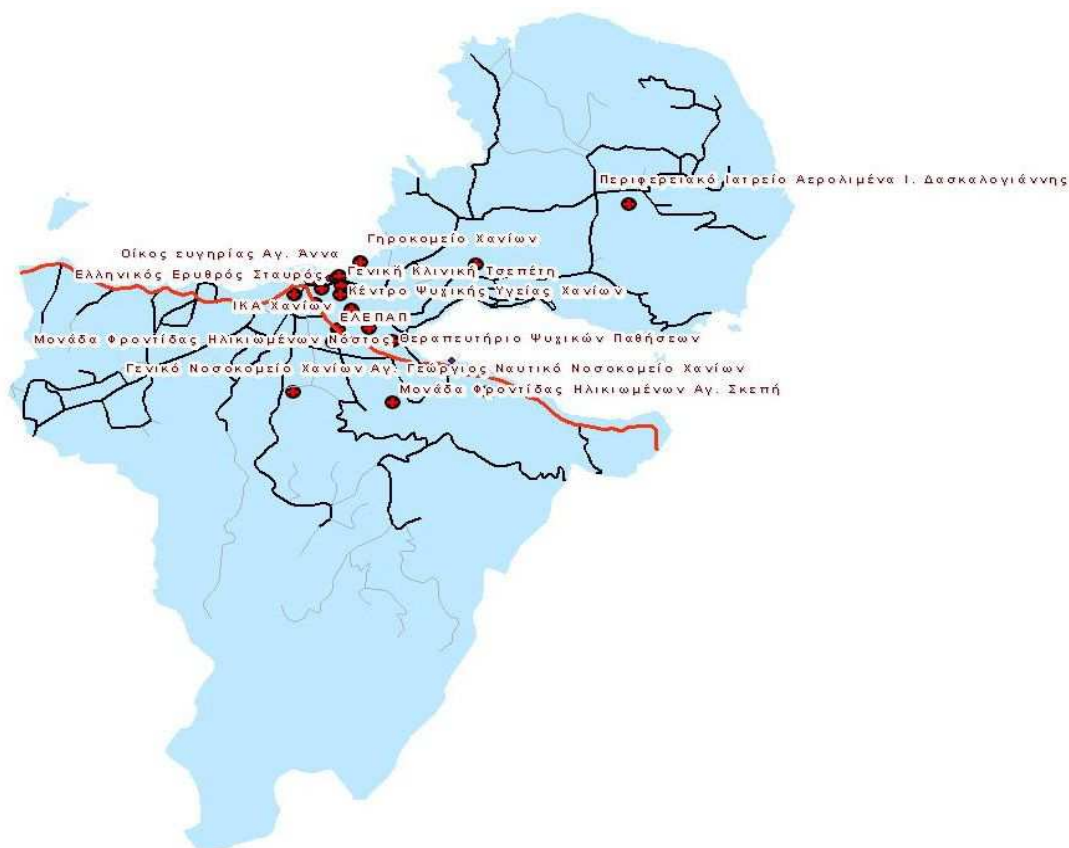 Περιφερειακό Ιατρείο Αερολιμένα Ι. Δασκαλογιάννης
Γηροκομείο Χανίων
Οίκος ευγηρίας Αγ. Άννα
Ελληνικός Ερυθρός Σταυρός
Γενική Κλινική Τσεπέτη
Κέντρο Ψυχικής Υγείας Χανίων
ΙΚΑ Χανίων
ΕΛΕΠΑΠ
Μονάδα Φροντίδας Ηλικιωμένων Νόστος
Θεραπευτήριο Ψυχικών Παθήσεων
Γενικό Νοσοκομείο Χανίων Αγ. Γεώργιος
Ναυτικό Νοσοκομείο Χανίων
Μονάδα Φροντίδας Ηλικιωμένων Αγ. Σκεπή